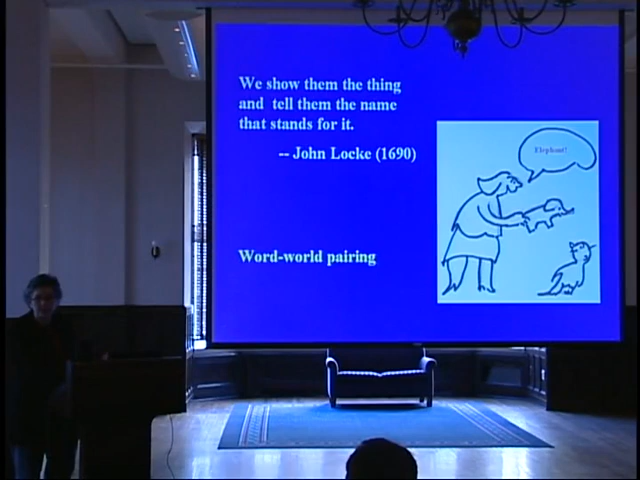 We show them the thing
and tell them the name
that stands for it.
-- John Locke (1690)
Elephant!
Word-world pairing